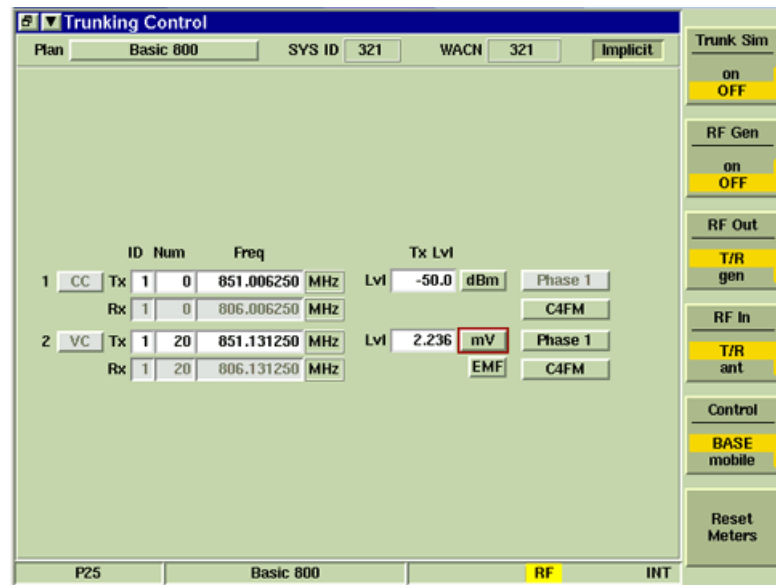 Trunking Control
Plan Basic 800 SYS ID 321 WACN 321 Implicit
ID Num Freq Tx Lvl
1 CC Tx 1 0 851.006250 MHz Lvl -50.0 dBm Phase 1
Rx 1 0 806.006250 MHz C4FM
2 VC Tx 1 20 851.131250 MHz Lvl 2.236 mV Phase 1
Rx 1 20 806.131250 MHz EMF C4FM
P25 Basic 800 RF INT
Trunk Sim
on
OFF
RF Gen
on
OFF
RF Out
T/R
gen
RF In
T/R
ant
Control
BASE
mobile
Reset
Meters